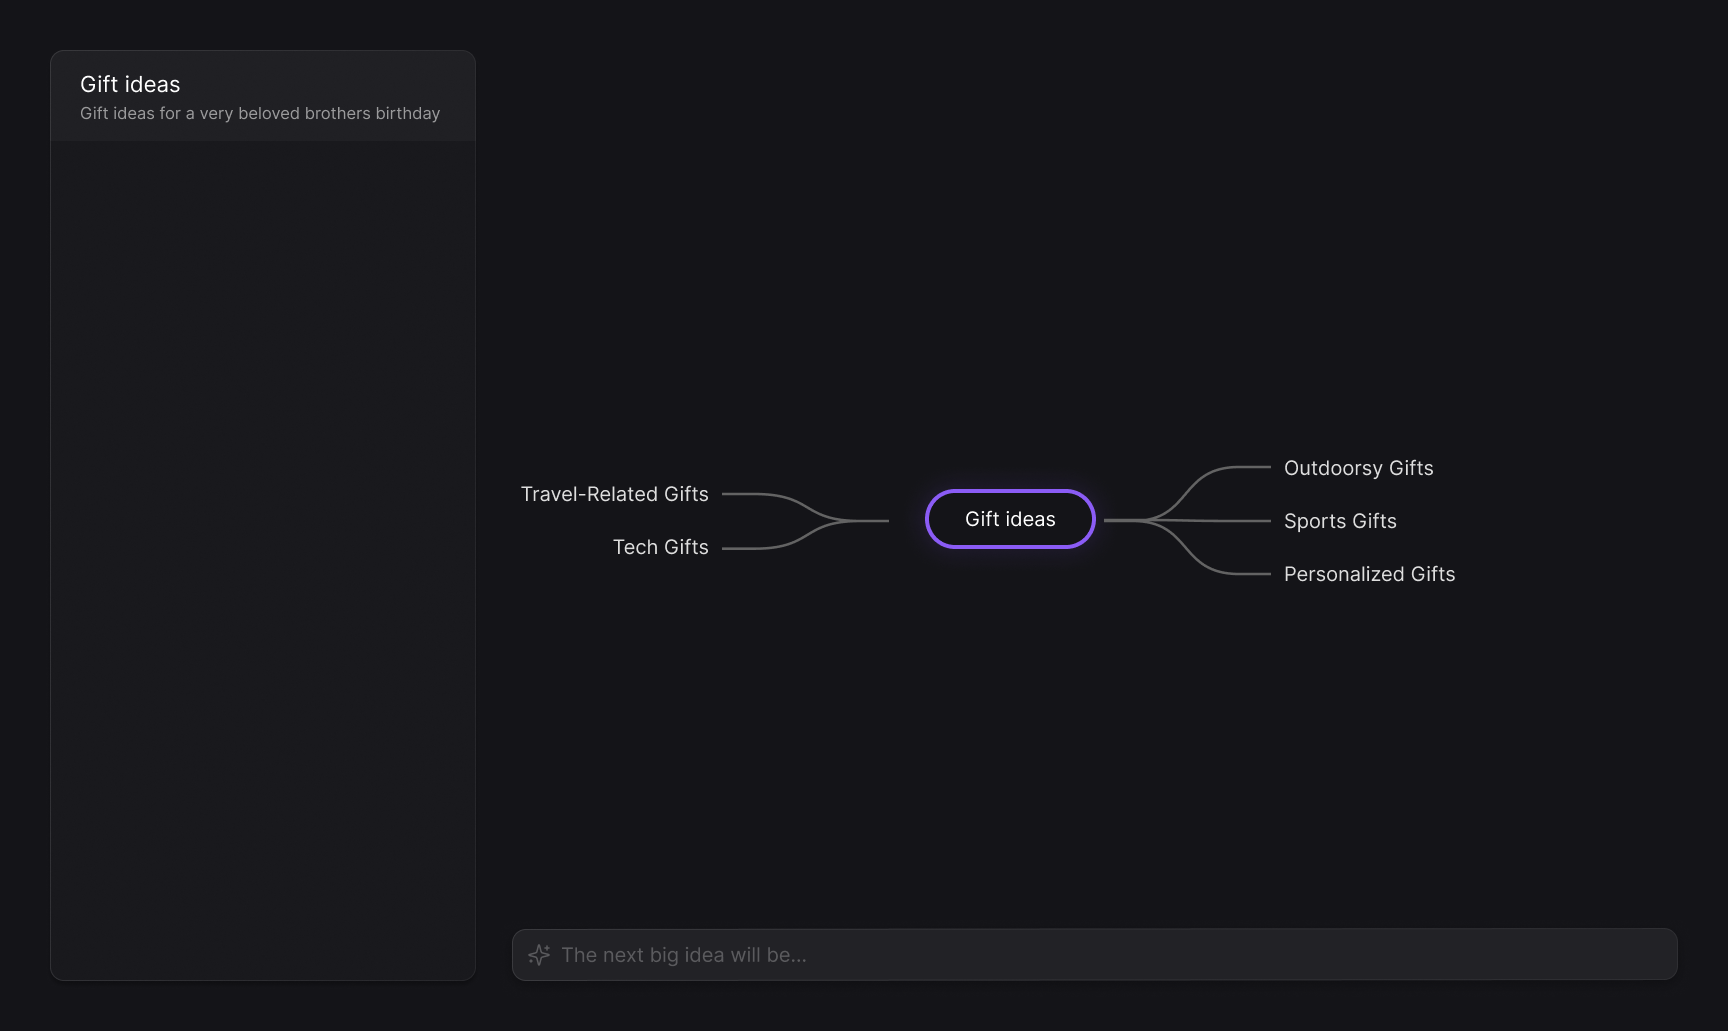 Gift ideas
Gift ideas for a very beloved brothers birthday
Travel-Related Gifts
Tech Gifts
Gift ideas
Outdoorsy Gifts
Sports Gifts
Personalized Gifts
The next big idea will be...